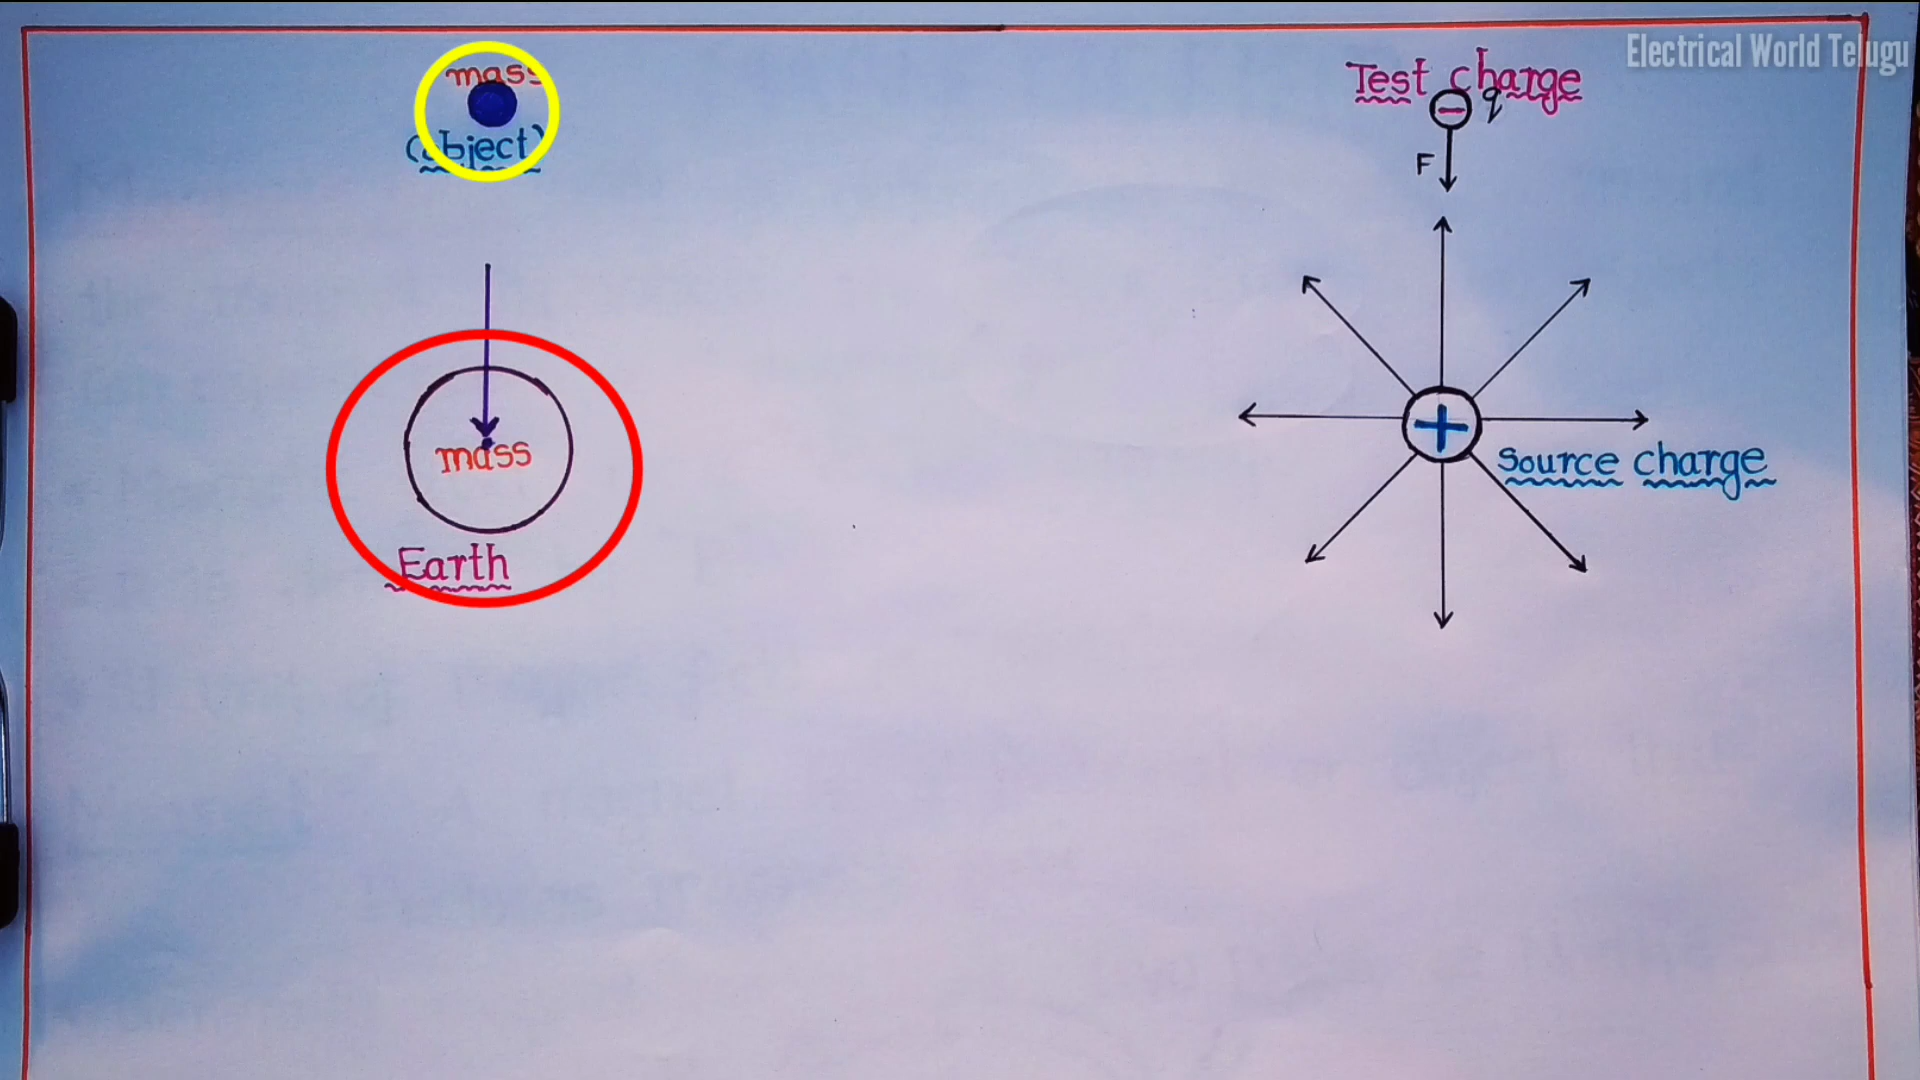 Electrical World Telugu
mass
(object)
Test charge
q
F
mass
Earth
Source charge